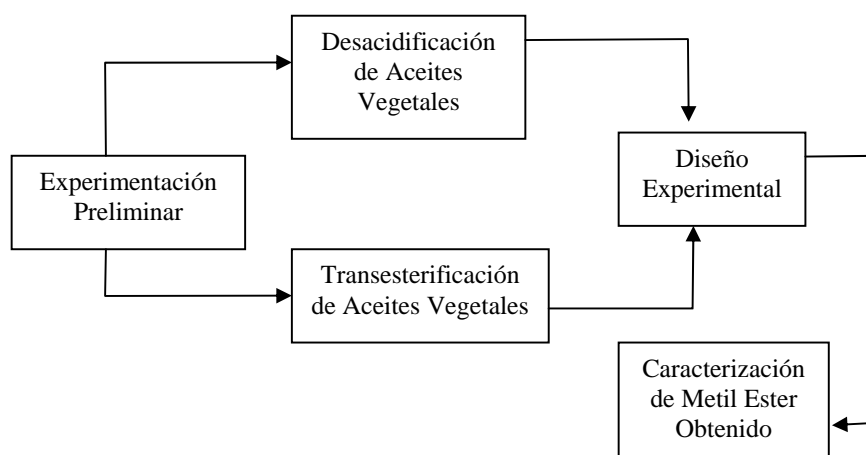 Desacidificación
de Aceites
Vegetales
Experimentación
Preliminar
Diseño
Experimental
Transesterificación
de Aceites Vegetales
Caracterización
de Metil Ester
Obtenido